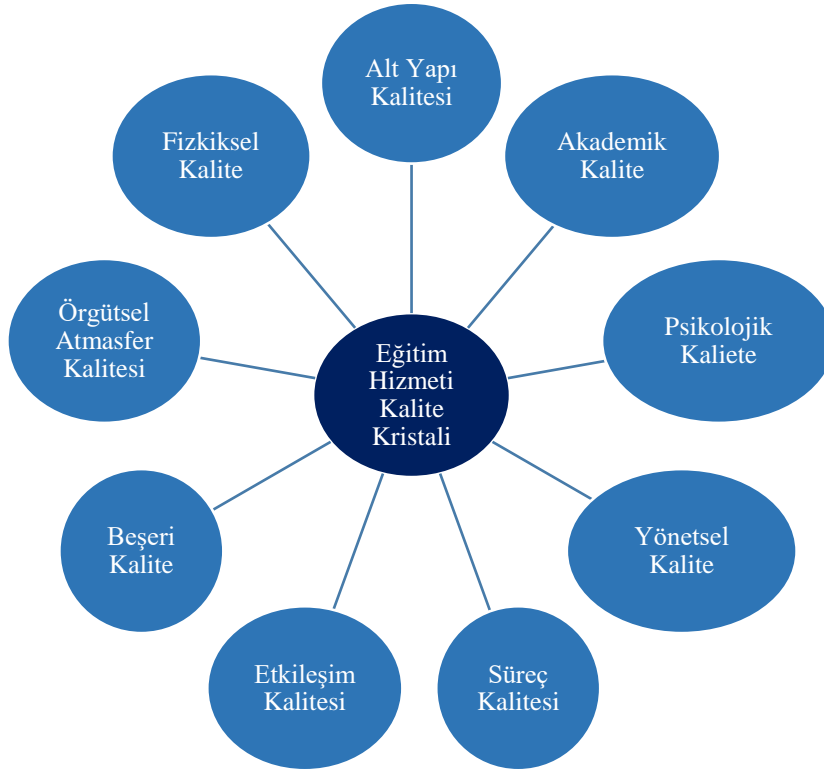 Alt Yapı
Kalitesi
Akademik
Kalite
Psikolojik
Kaliete
Yönetsel
Kalite
Süreç
Kalitesi
Etkileşim
Kalitesi
Beşeri
Kalite
Örgütsel
Atmasfer
Kalitesi
Fizkiksel
Kalite
Eğitim
Hizmeti
Kalite
Kristali